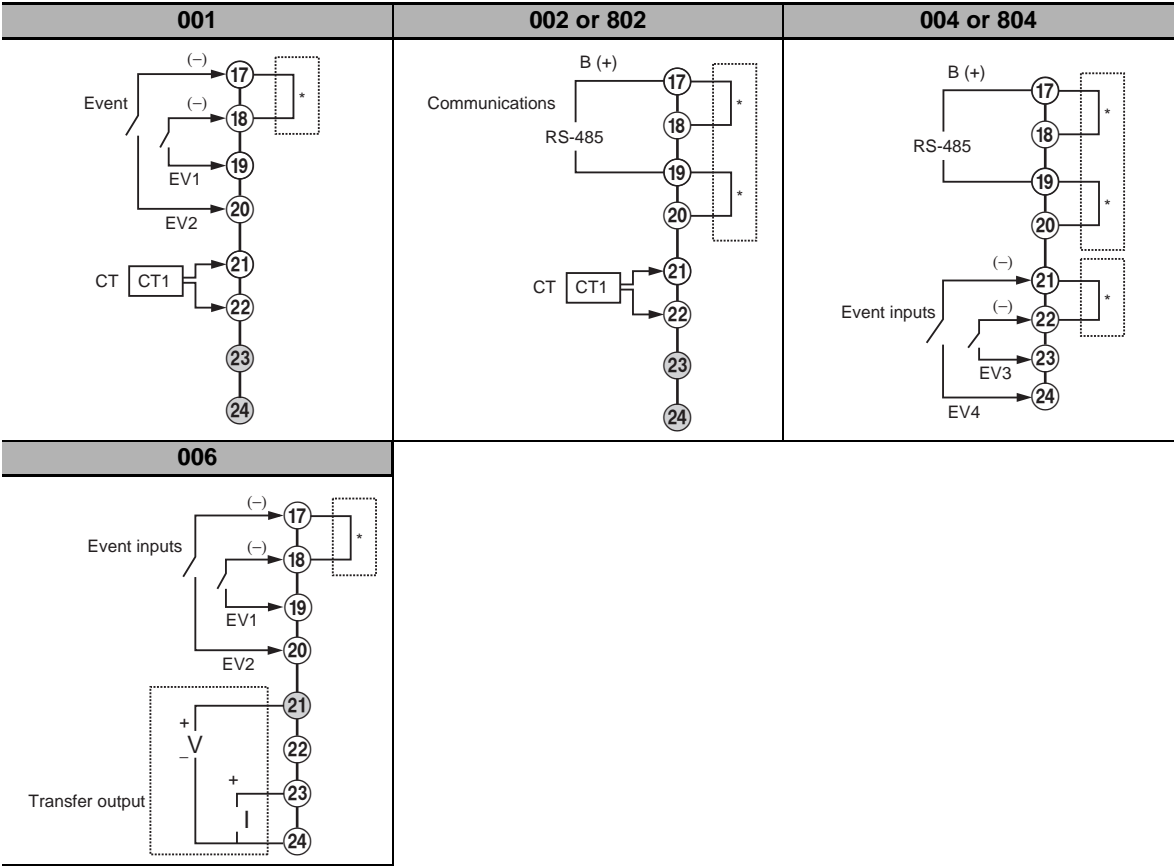 001
(−)
17
Event
(−)
18
*
19
EV1
20
EV2
21
CT CT1
22
23
24
002 or 802
B (+)
17
Communications
*
18
RS-485
19
*
20
21
CT CT1
22
23
24
004 or 804
B (+)
17
*
18
RS-485
19
*
20
(−)
21
*
Event inputs
(−)
22
23
EV3
24
EV4
006
(−)
17
*
Event inputs
(−)
18
19
EV1
20
EV2
21
+
V
−
22
+
23
Transfer output
I
24